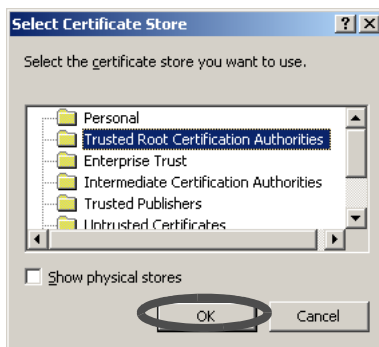 Select Certificate Store
Select the certificate store you want to use.
Personal
Trusted Root Certification Authorities
Enterprise Trust
Intermediate Certification Authorities
Trusted Publishers
Untrusted Certificates
Show physical stores
OK Cancel